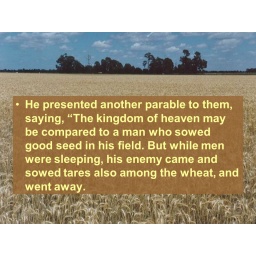 • He presented another parable to them,
saying, “The kingdom of heaven may
be compared to a man who sowed
good seed in his field. But while men
were sleeping, his enemy came and
sowed tares also among the wheat, and
went away.